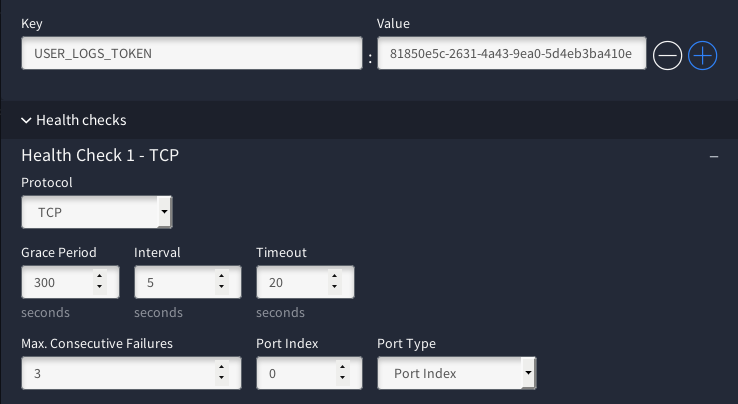 Key Value
USER_LOGS_TOKEN : 81850e5c-2631-4a43-9ea0-5d4eb3ba410e
Health checks
Health Check 1 - TCP
Protocol
TCP
Grace Period Interval Timeout
300 5 20
seconds seconds seconds
Max. Consecutive Failures Port Index Port Type
3 0 Port Index